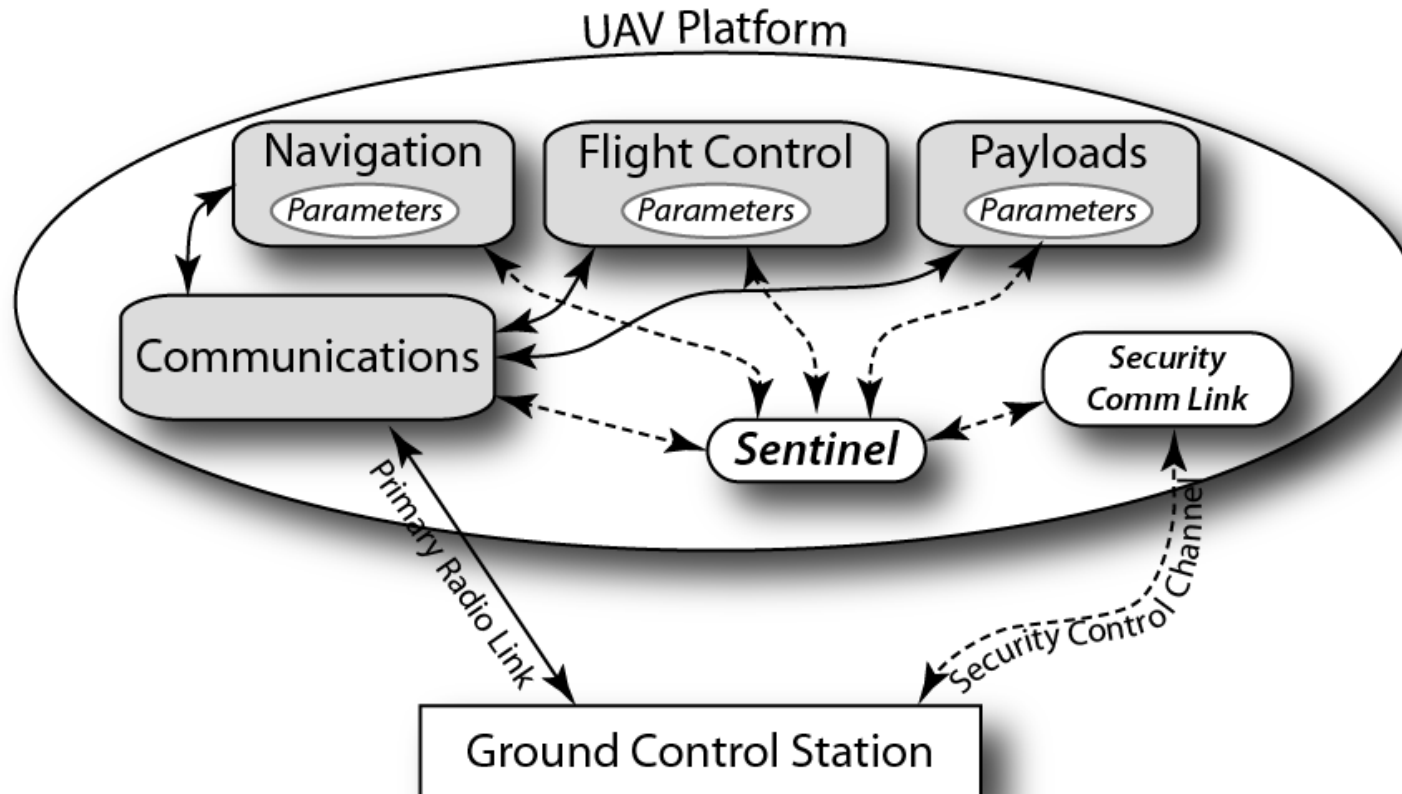 UAV Platform
Navigation
Parameters
Flight Control
Parameters
Payloads
Parameters
Communications
Security
Comm Link
Sentinel
Primary Radio Link
Security Control Channel
Ground Control Station